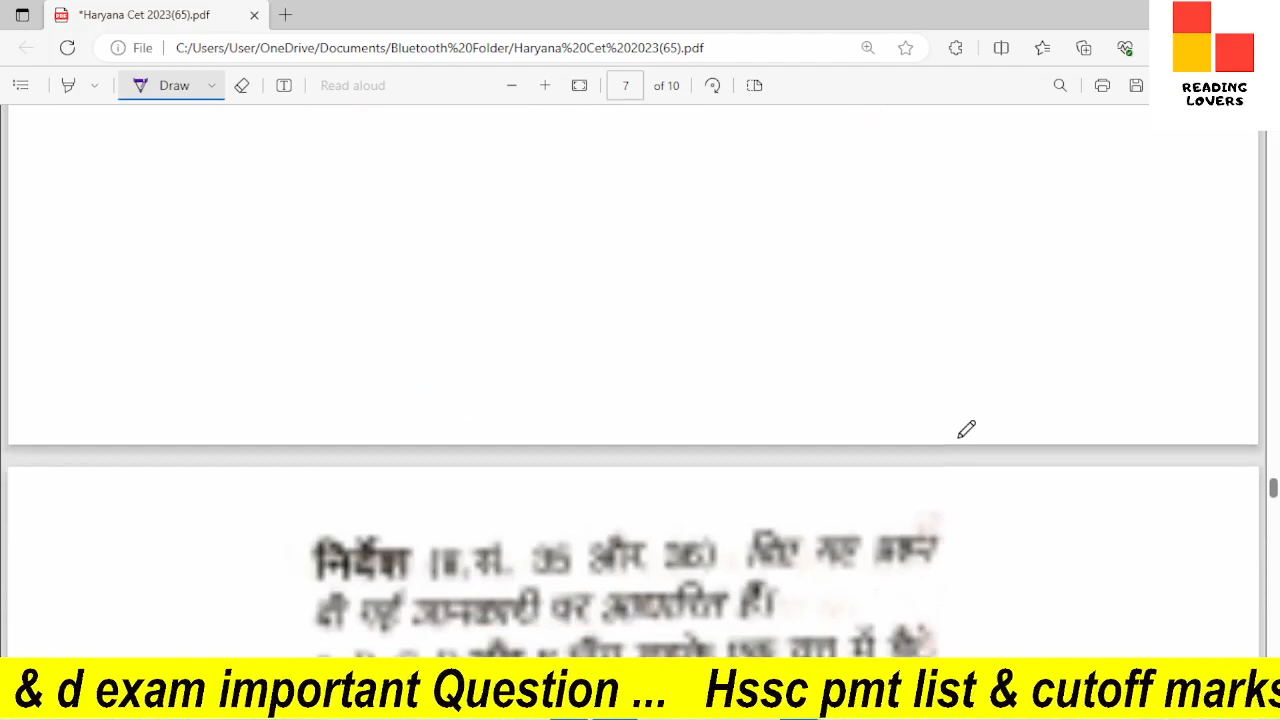 *Haryana Cet 2023(65).pdf
File C:/Users/User/OneDrive/Documents/Bluetooth%20Folder/Haryana%20Cet%202023(65).pdf
Draw Read aloud 7 of 10
READING
LOVERS
निर्देश (प्र.सं. 35 और 36) दिए गए प्रश्न
दी गई जानकारी पर आधारित हैं।
में
& d exam important Question ... Hssc pmt list & cutoff marks